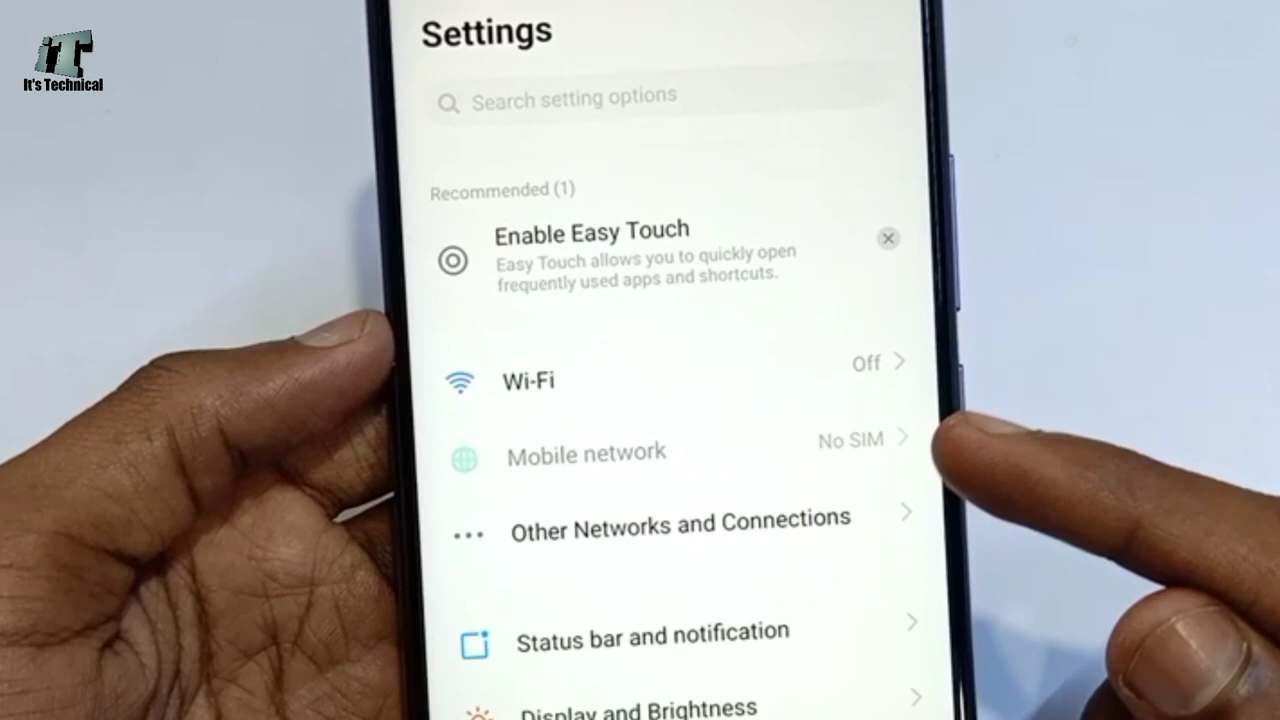 iT
It's Technical
Settings
Search setting options
Recommended (1)
Enable Easy Touch
Easy Touch allows you to quickly open
frequently used apps and shortcuts.
Wi-Fi
Off
Mobile network
No SIM
Other Networks and Connections
Status bar and notification
Display and Brightness